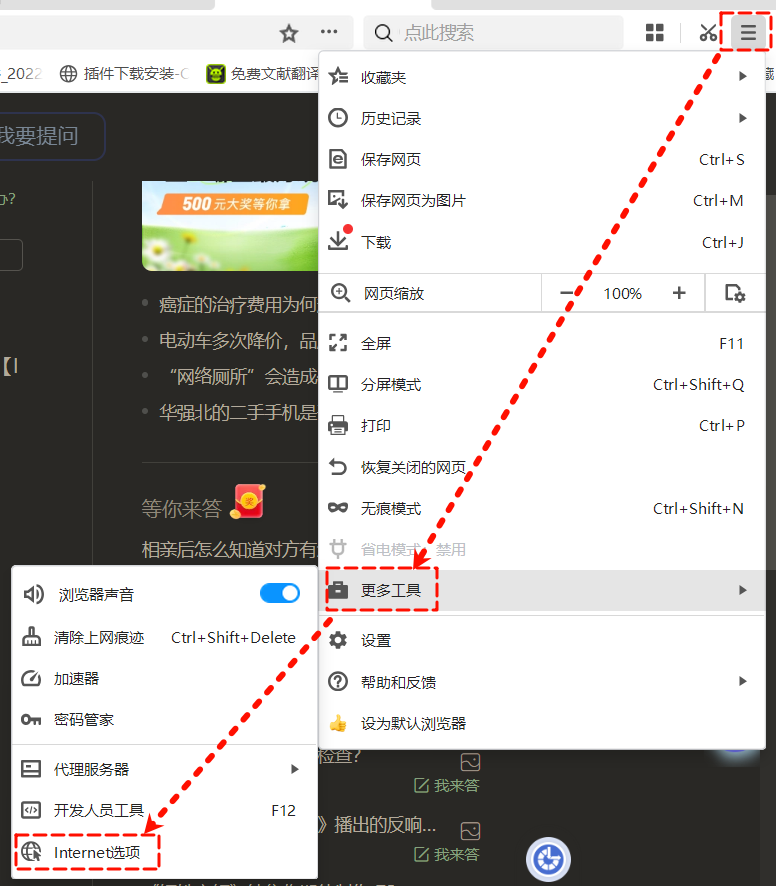 点此搜索
_2022
插件下载安装-C
免费文献翻译
藏
我要提问
收藏夹
历史记录
保存网页 Ctrl+S
保存网页为图片 Ctrl+M
下载 Ctrl+J
网页缩放 100%
全屏 F11
分屏模式 Ctrl+Shift+Q
打印 Ctrl+P
恢复关闭的网页
无痕模式 Ctrl+Shift+N
省电模式 禁用
更多工具
设置
帮助和反馈
设为默认浏览器
500元大奖等你拿
癌症的治疗费用为何
电动车多次降价，品
“网络厕所”会造成
华强北的二手手机是
等你来答
相亲后怎么知道对方有
浏览器声音
清除上网痕迹 Ctrl+Shift+Delete
加速器
密码管家
代理服务器
开发人员工具 F12
Internet选项
检查？
我来答
》播出的反响...
我来答